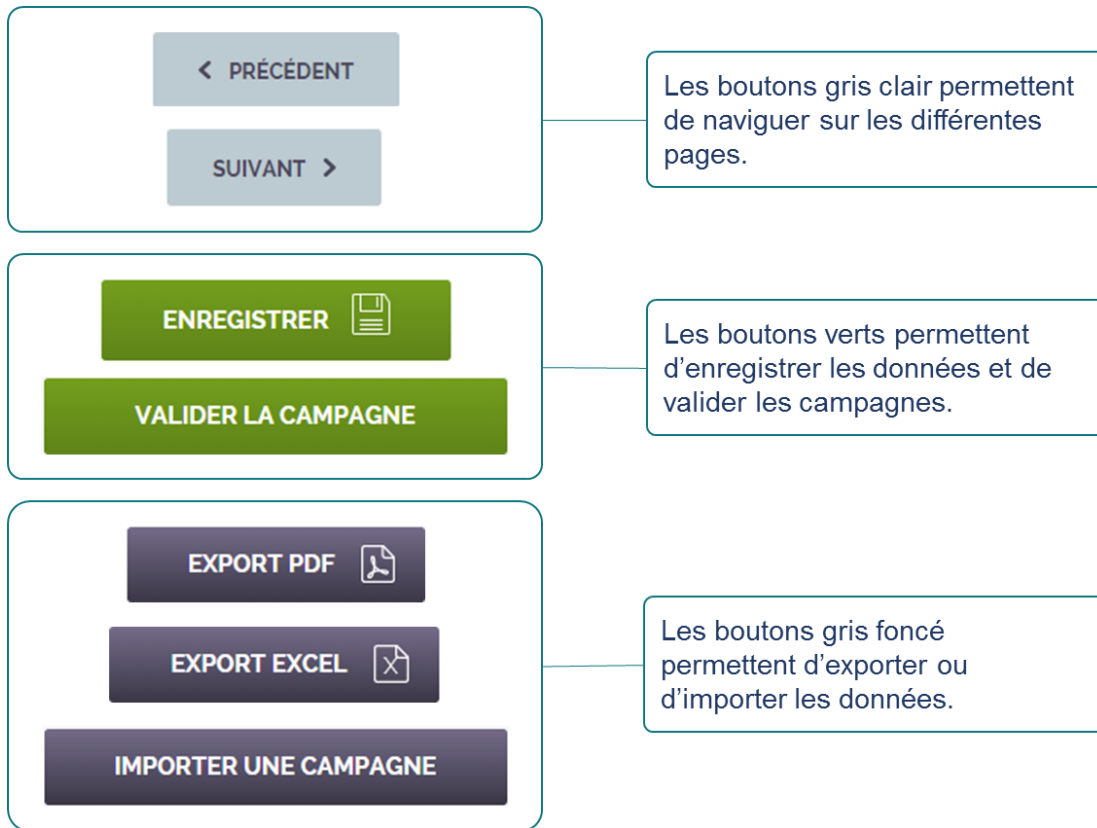 PRÉCÉDENT
SUIVANT
Les boutons gris clair permettent
de naviguer sur les différentes
pages.
ENREGISTRER
VALIDER LA CAMPAGNE
Les boutons verts permettent
d’enregistrer les données et de
valider les campagnes.
EXPORT PDF
EXPORT EXCEL
IMPORTER UNE CAMPAGNE
Les boutons gris foncé
permettent d’exporter ou
d’importer les données.